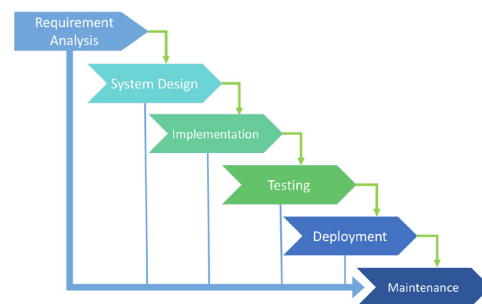 Requirement
Analysis
System Design
Implementation
Testing
Deployment
Maintenance